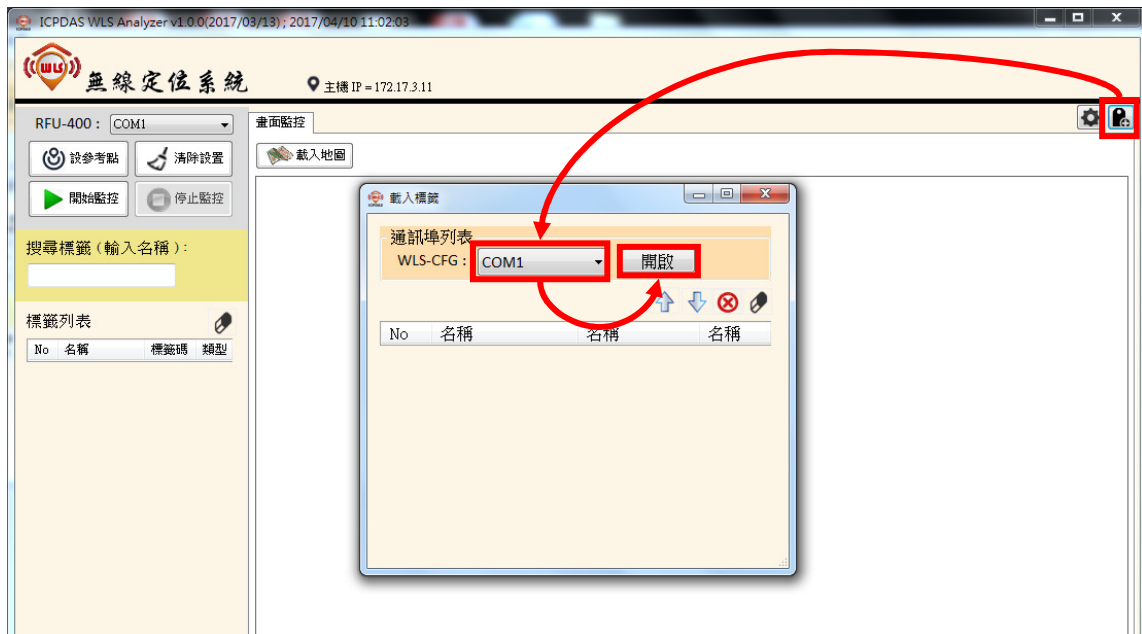 ICPDAS WLS Analyzer v1.0.0(2017/03/13) ; 2017/04/10 11:02:03
WLS
無線定位系統
主機 IP = 172.17.3.11
RFU-400 : COM1
設參考點 清除設置
開始監控 停止監控
搜尋標籤 ( 輸入名稱 ) :
標籤列表
No 名稱 標籤碼 類型
畫面監控
載入地圖
載入標籤
通訊埠列表
WLS-CFG : COM1 開啟
No 名稱 名稱 名稱